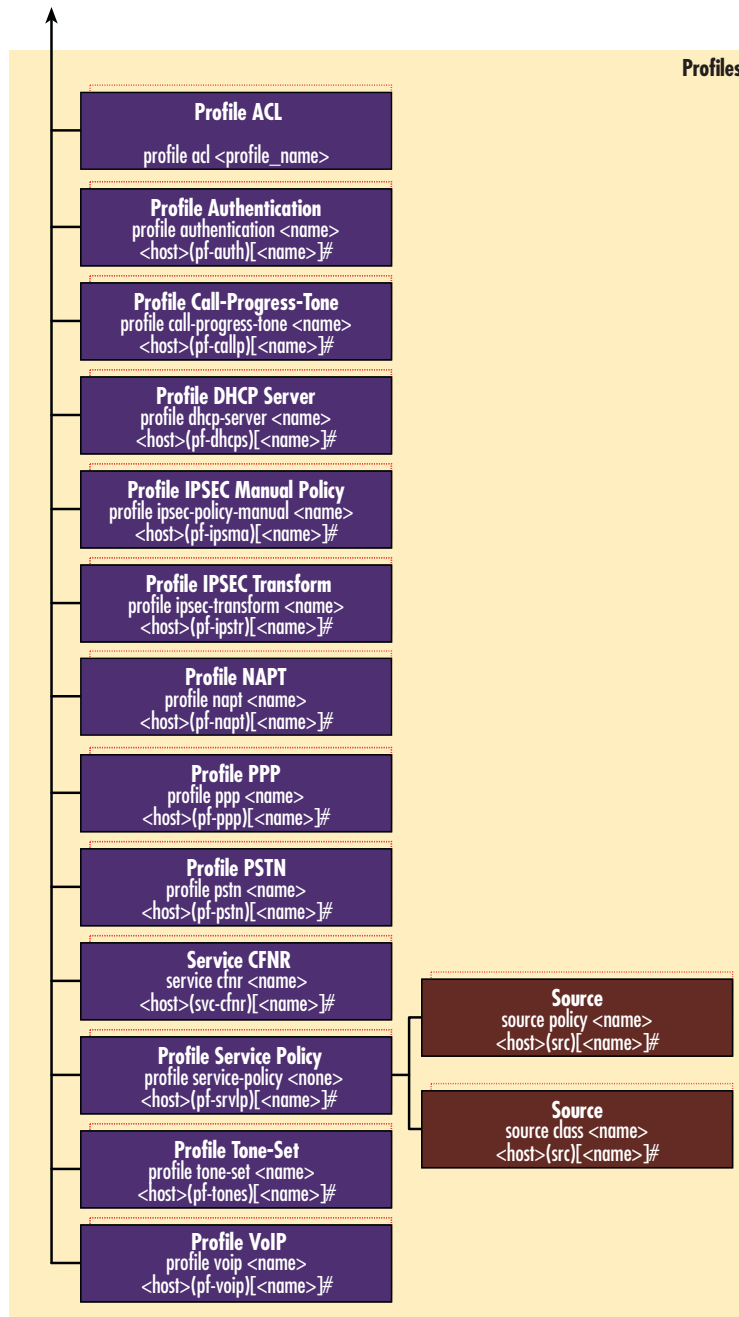 Profiles
Profile ACL
profile acl <profile_name>
Profile Authentication
profile authentication <name>
<host>(pf-auth)[<name>]#
Profile Call-Progress-Tone
profile call-progress-tone <name>
<host>(pf-callp)[<name>]#
Profile DHCP Server
profile dhcp-server <name>
<host>(pf-dhcps)[<name>]#
Profile IPSEC Manual Policy
profile ipsec-policy-manual <name>
<host>(pf-ipsma)[<name>]#
Profile IPSEC Transform
profile ipsec-transform <name>
<host>(pf-ipstr)[<name>]#
Profile NAPT
profile napt <name>
<host>(pf-napt)[<name>]#
Profile PPP
profile ppp <name>
<host>(pf-ppp)[<name>]#
Profile PSTN
profile pstn <name>
<host>(pf-pstn)[<name>]#
Service CFNR
service cfnr <name>
<host>(svc-cfnr)[<name>]#
Profile Service Policy
profile service-policy <none>
<host>(pf-srvlp)[<name>]#
Source
source policy <name>
<host>(src)[<name>]#
Source
source class <name>
<host>(src)[<name>]#
Profile Tone-Set
profile tone-set <name>
<host>(pf-tones)[<name>]#
Profile VoIP
profile voip <name>
<host>(pf-voip)[<name>]#